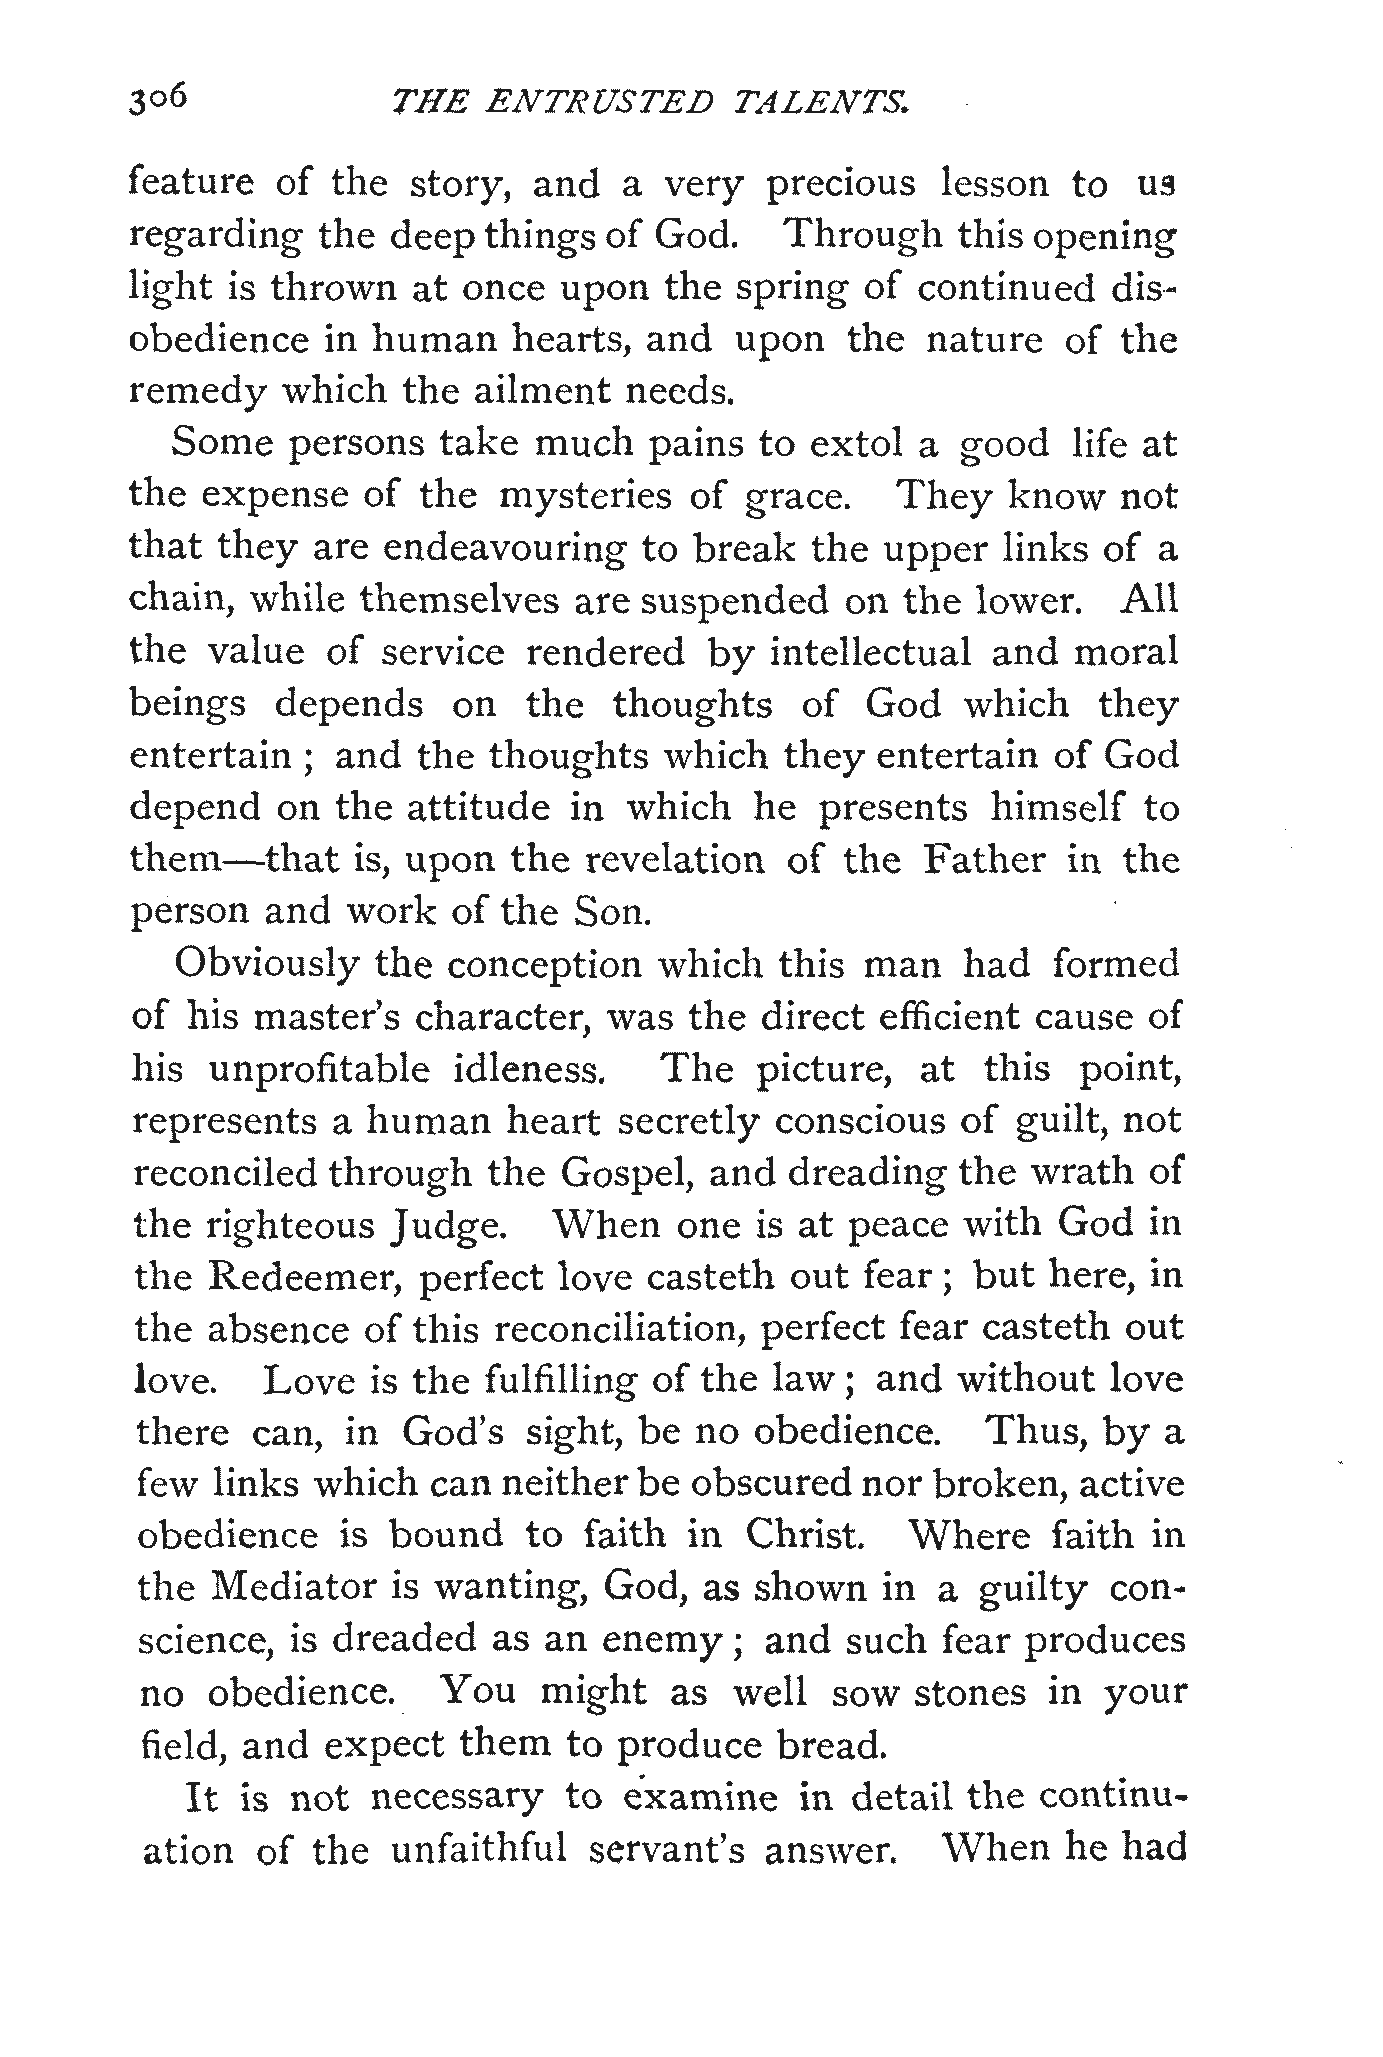 306 THE ENTRUSTED TALENTS.
feature of the story, and a very precious lesson to us
regarding the deep things of God. Through this opening
light is thrown at once upon the spring of continued dis-
obedience in human hearts, and upon the nature of the
remedy which the ailment needs.
Some persons take much pains to extol a good life at
the expense of the mysteries of grace. They know not
that they are endeavouring to break the upper links of a
chain, while themselves are suspended on the lower. All
the value of service rendered by intellectual and moral
beings depends on the thoughts of God which they
entertain ; and the thoughts which they entertain of God
depend on the attitude in which he presents himself to
them—that is, upon the revelation of the Father in the
person and work of the Son.
Obviously the conception which this man had formed
of his master's character, was the direct efficient cause of
his unprofitable idleness. The picture, at this point,
represents a human heart secretly conscious of guilt, not
reconciled through the Gospel, and dreading the wrath of
the righteous Judge. When one is at peace with God in
the Redeemer, perfect love casteth out fear ; but here, in
the absence of this reconciliation, perfect fear casteth out
love. Love is the fulfilling of the law ; and without love
there can, in God's sight, be no obedience. Thus, by a
few links which can neither be obscured nor broken, active
obedience is bound to faith in Christ. Where faith in
the Mediator is wanting, God, as shown in a guilty con-
science, is dreaded as an enemy ; and such fear produces
no obedience. You might as well sow stones in your
field, and expect them to produce bread.
It is not necessary to examine in detail the continu-
ation of the unfaithful servant's answer. When he had